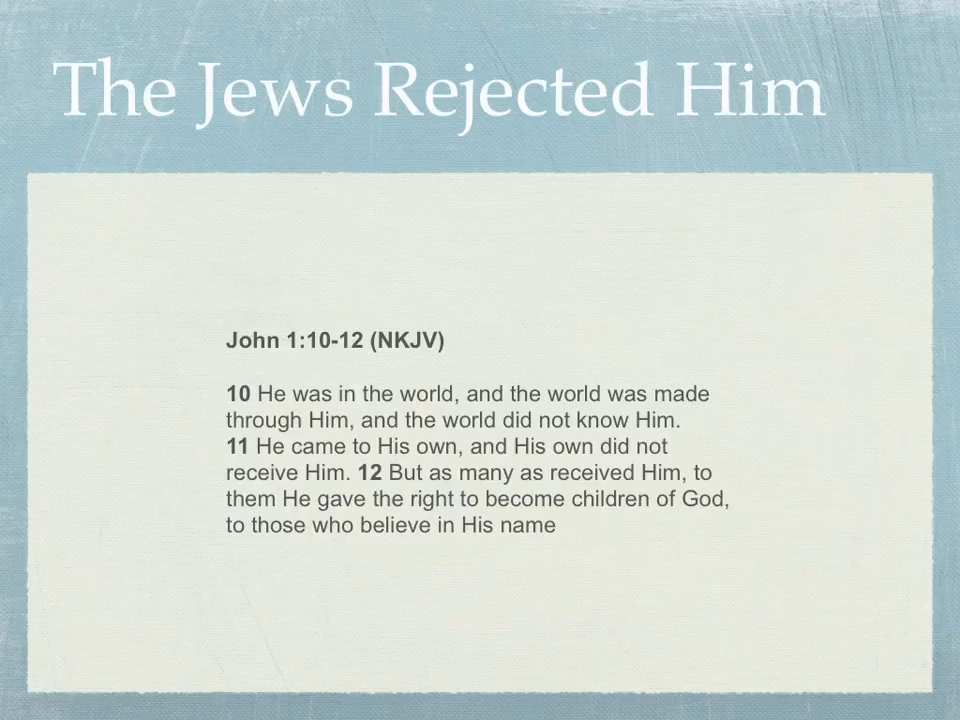 The Jews Rejected Him
John 1:10-12 (NKJV)
10 He was in the world, and the world was made
through Him, and the world did not know Him.
11 He came to His own, and His own did not
receive Him. 12 But as many as received Him, to
them He gave the right to become children of God,
to those who believe in His name